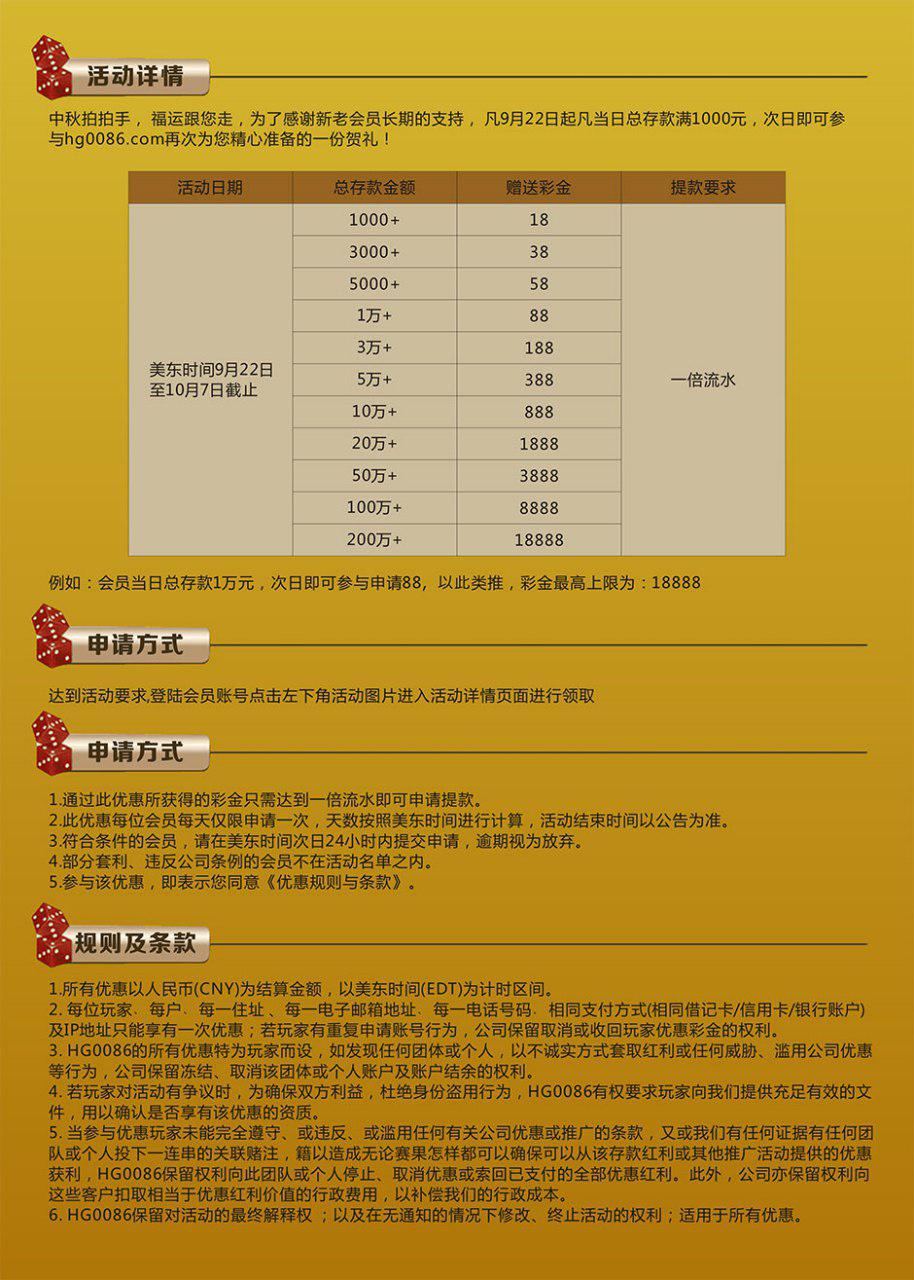 活动详情
中秋拍拍手，福运跟您走，为了感谢新老会员长期的支持，凡9月22日起凡当日总存款满1000元，次日即可参
与hg0086.com再次为您精心准备的一份贺礼！
活动日期 总存款金额 赠送彩金 提款要求
1000+ 18
3000+ 38
5000+ 58
1万+ 88
3万+ 188
美东时间9月22日
至10月7日截止
5万+ 388 一倍流水
10万+ 888
20万+ 1888
50万+ 3888
100万+ 8888
200万+ 18888
例如：会员当日总存款1万元，次日即可参与申请88，以此类推，彩金最高上限为：18888
申请方式
达到活动要求,登陆会员账号点击左下角活动图片进入活动详情页面进行领取
申请方式
1.通过此优惠所获得的彩金只需达到一倍流水即可申请提款。
2.此优惠每位会员每天仅限申请一次，天数按照美东时间进行计算，活动结束时间以公告为准。
3.符合条件的会员，请在美东时间次日24小时内提交申请，逾期视为放弃。
4.部分套利、违反公司条例的会员不在活动名单之内。
5.参与该优惠，即表示您同意《优惠规则与条款》。
规则及条款
1.所有优惠以人民币(CNY)为结算金额，以美东时间(EDT)为计时区间。
2. 每位玩家、每户、每一住址、每一电子邮箱地址、每一电话号码、相同支付方式(相同借记卡/信用卡/银行账户)
及IP地址只能享有一次优惠；若玩家有重复申请账号行为，公司保留取消或收回玩家优惠彩金的权利。
3. HG0086的所有优惠特为玩家而设，如发现任何团体或个人，以不诚实方式套取红利或任何威胁、滥用公司优惠
等行为，公司保留冻结、取消该团体或个人账户及账户结余的权利。
4. 若玩家对活动有争议时，为确保双方利益，杜绝身份盗用行为，HG0086有权要求玩家向我们提供充足有效的文
件，用以确认是否享有该优惠的资质。
5. 当参与优惠玩家未能完全遵守、或违反、或滥用任何有关公司优惠或推广的条款，又或我们有任何证据有任何团
队或个人投下一连串的关联赌注，籍以造成无论赛果怎样都可以确保可以从该存款红利或其他推广活动提供的优惠
获利，HG0086保留权利向此团队或个人停止、取消优惠或索回已支付的全部优惠红利。此外，公司亦保留权利向
这些客户扣取相当于优惠红利价值的行政费用，以补偿我们的行政成本。
6. HG0086保留对活动的最终解释权；以及在无通知的情况下修改、终止活动的权利；适用于所有优惠。